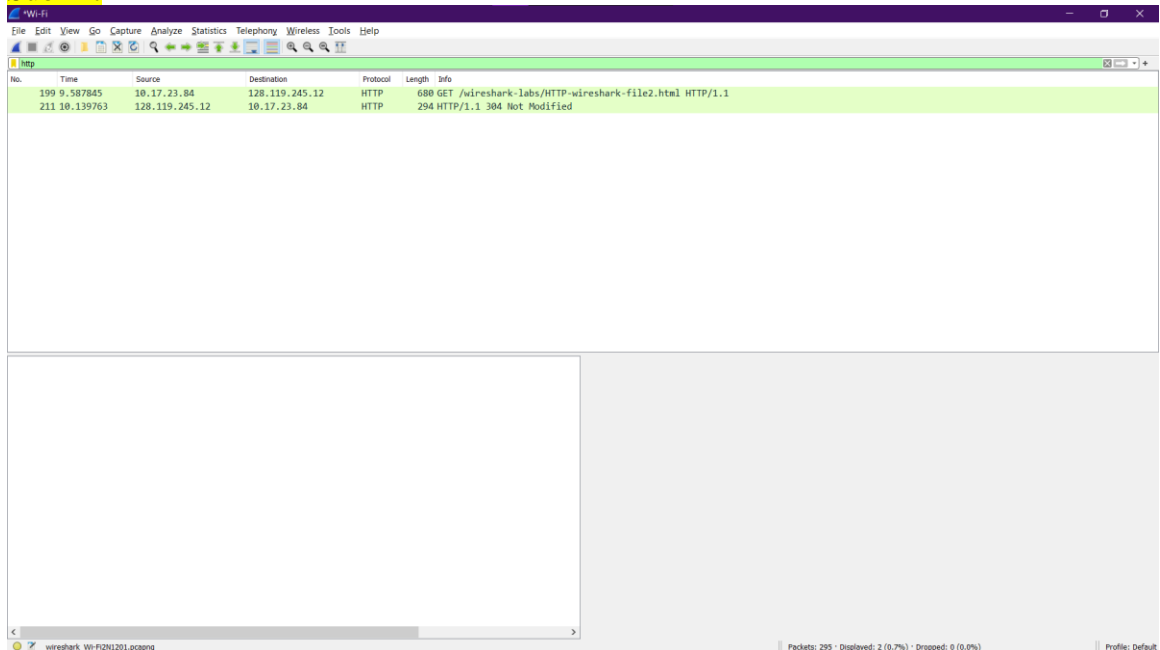 *Wi-Fi
File Edit View Go Capture Analyze Statistics Telephony Wireless Tools Help
http
No. Time Source Destination Protocol Length Info
199 9.587845 10.17.23.84 128.119.245.12 HTTP 680 GET /wireshark-labs/HTTP-wireshark-file2.html HTTP/1.1
211 10.139763 128.119.245.12 10.17.23.84 HTTP 294 HTTP/1.1 304 Not Modified
wireshark_Wi-Fi2N1201.pcapng Packets: 295 · Displayed: 2 (0.7%) · Dropped: 0 (0.0%) Profile: Default